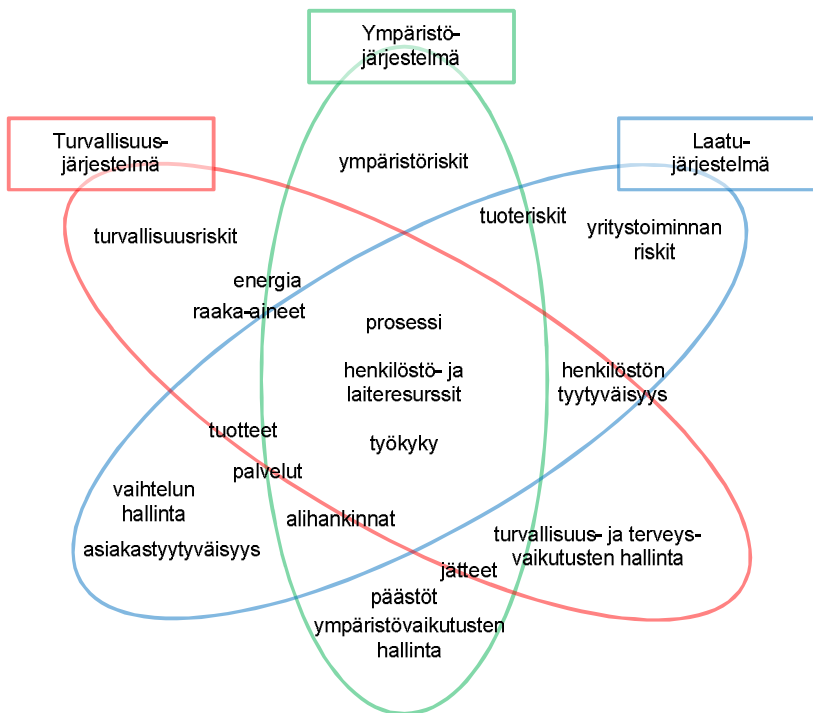 Ympäristö-
järjestelmä
Turvallisuus-
järjestelmä
Laatu-
järjestelmä
ympäristöriskit
tuoteriskit
yritystoiminnan
riskit
turvallisuusriskit
energia
raaka-aineet
prosessi
henkilöstö- ja
laiteresurssit
henkilöstön
tyytyväisyys
tuotteet
työkyky
palvelut
vaihtelun
hallinta
alihankinnat
asiakastyytyväisyys
turvallisuus- ja terveys-
vaikutusten hallinta
jätteet
päästöt
ympäristövaikutusten
hallinta